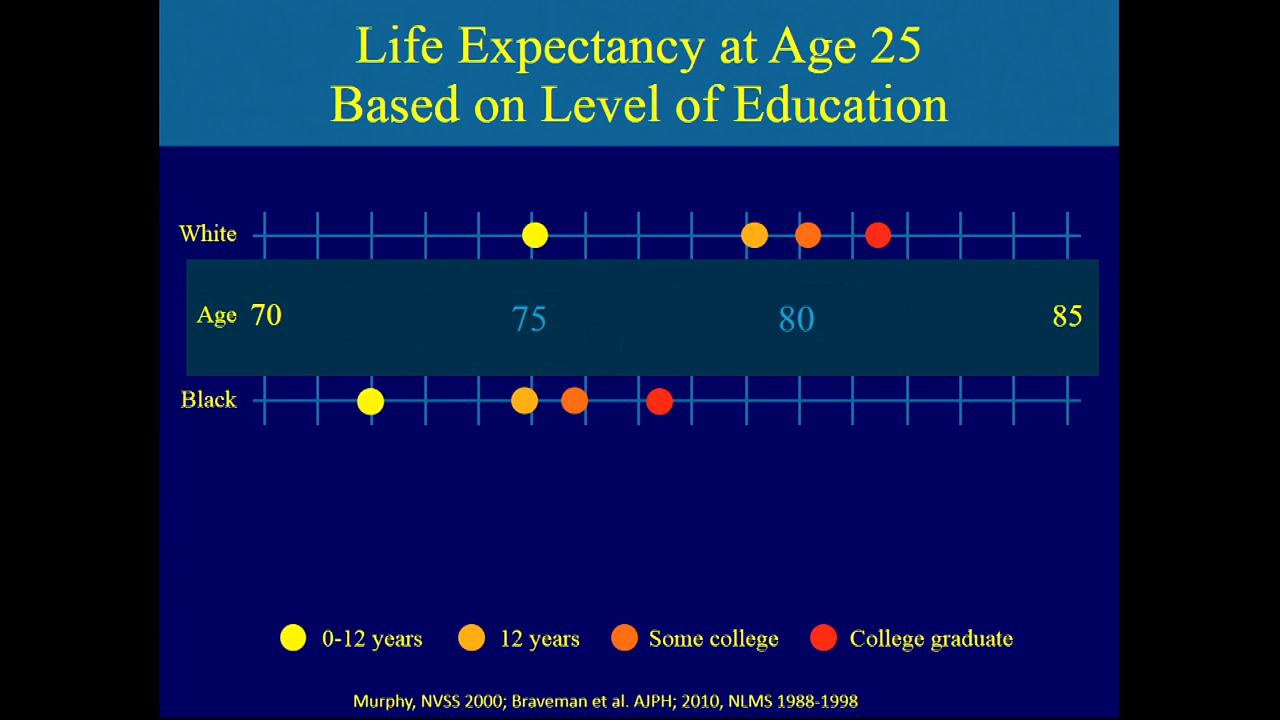 Life Expectancy at Age 25
Based on Level of Education
White
Age 70 75 80 85
Black
0-12 years 12 years Some college College graduate
Murphy, NVSS 2000; Braveman et al. AJPH; 2010, NLMS 1988-1998